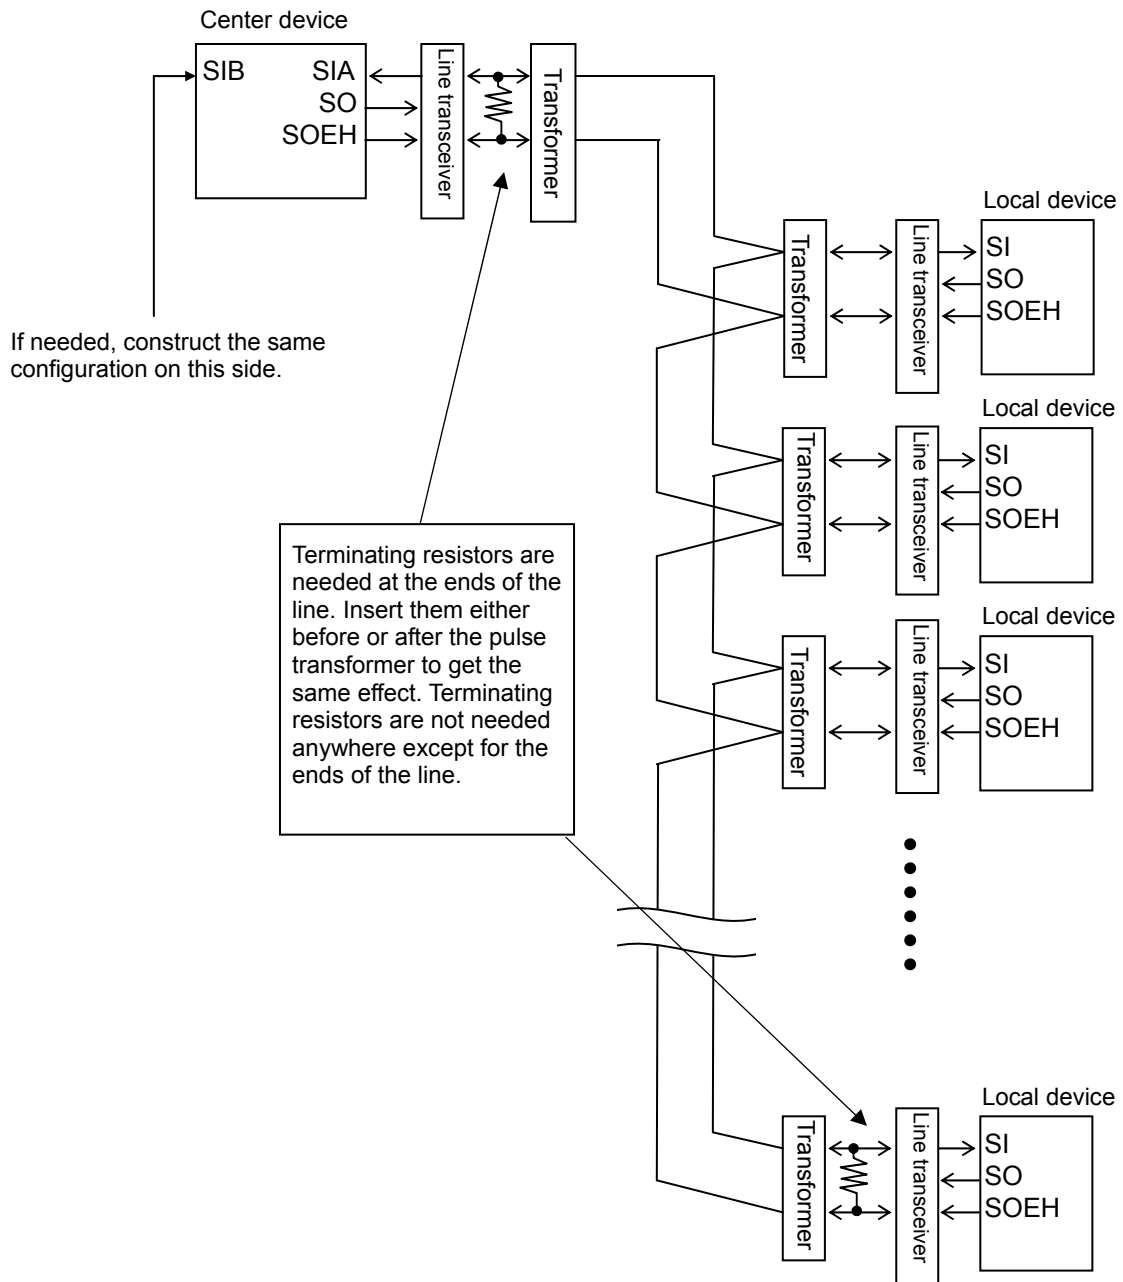 Center device
SIB SIA
SO
SOEH
Line transceiver
Transformer
If needed, construct the same
configuration on this side.
Local device
Transformer
Line transceiver
SI
SO
SOEH
Local device
Transformer
Line transceiver
SI
SO
SOEH
Terminating resistors are
needed at the ends of the
line. Insert them either
before or after the pulse
transformer to get the
same effect. Terminating
resistors are not needed
anywhere except for the
ends of the line.
Local device
Transformer
Line transceiver
SI
SO
SOEH
Local device
Transformer
Line transceiver
SI
SO
SOEH